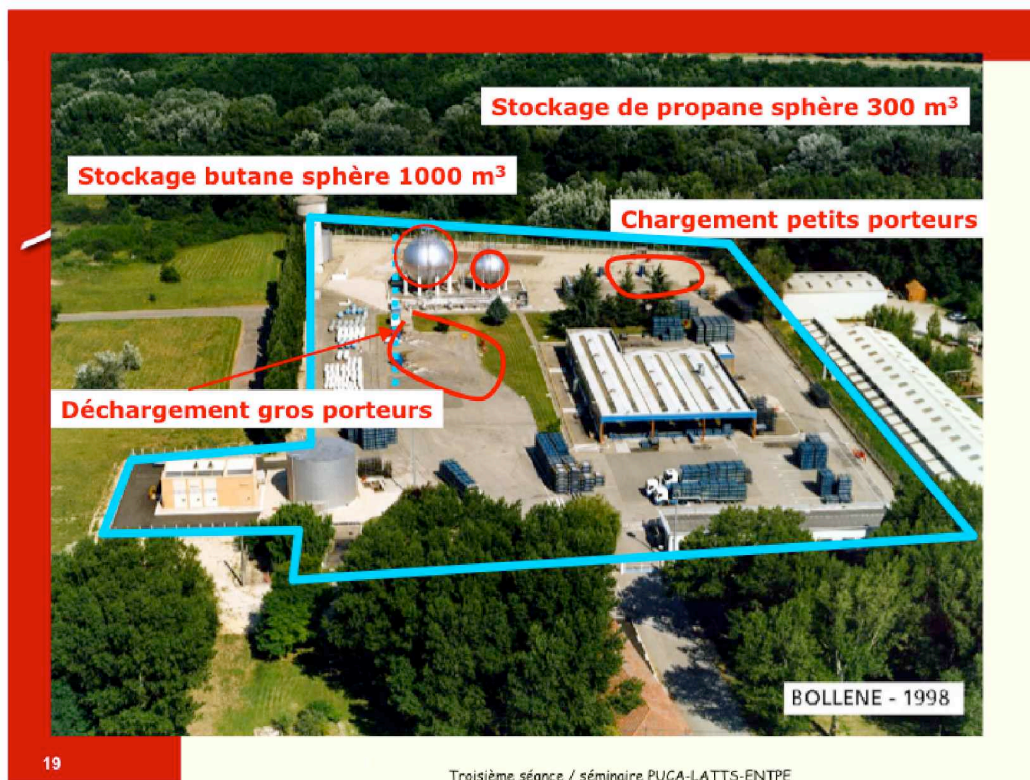 Stockage de propane sphère 300 m³
Stockage butane sphère 1000 m³
Chargement petits porteurs
Déchargement gros porteurs
BOLLENE - 1998
19
Troisième séance / séminaire PUCA-LATTS-ENTPE